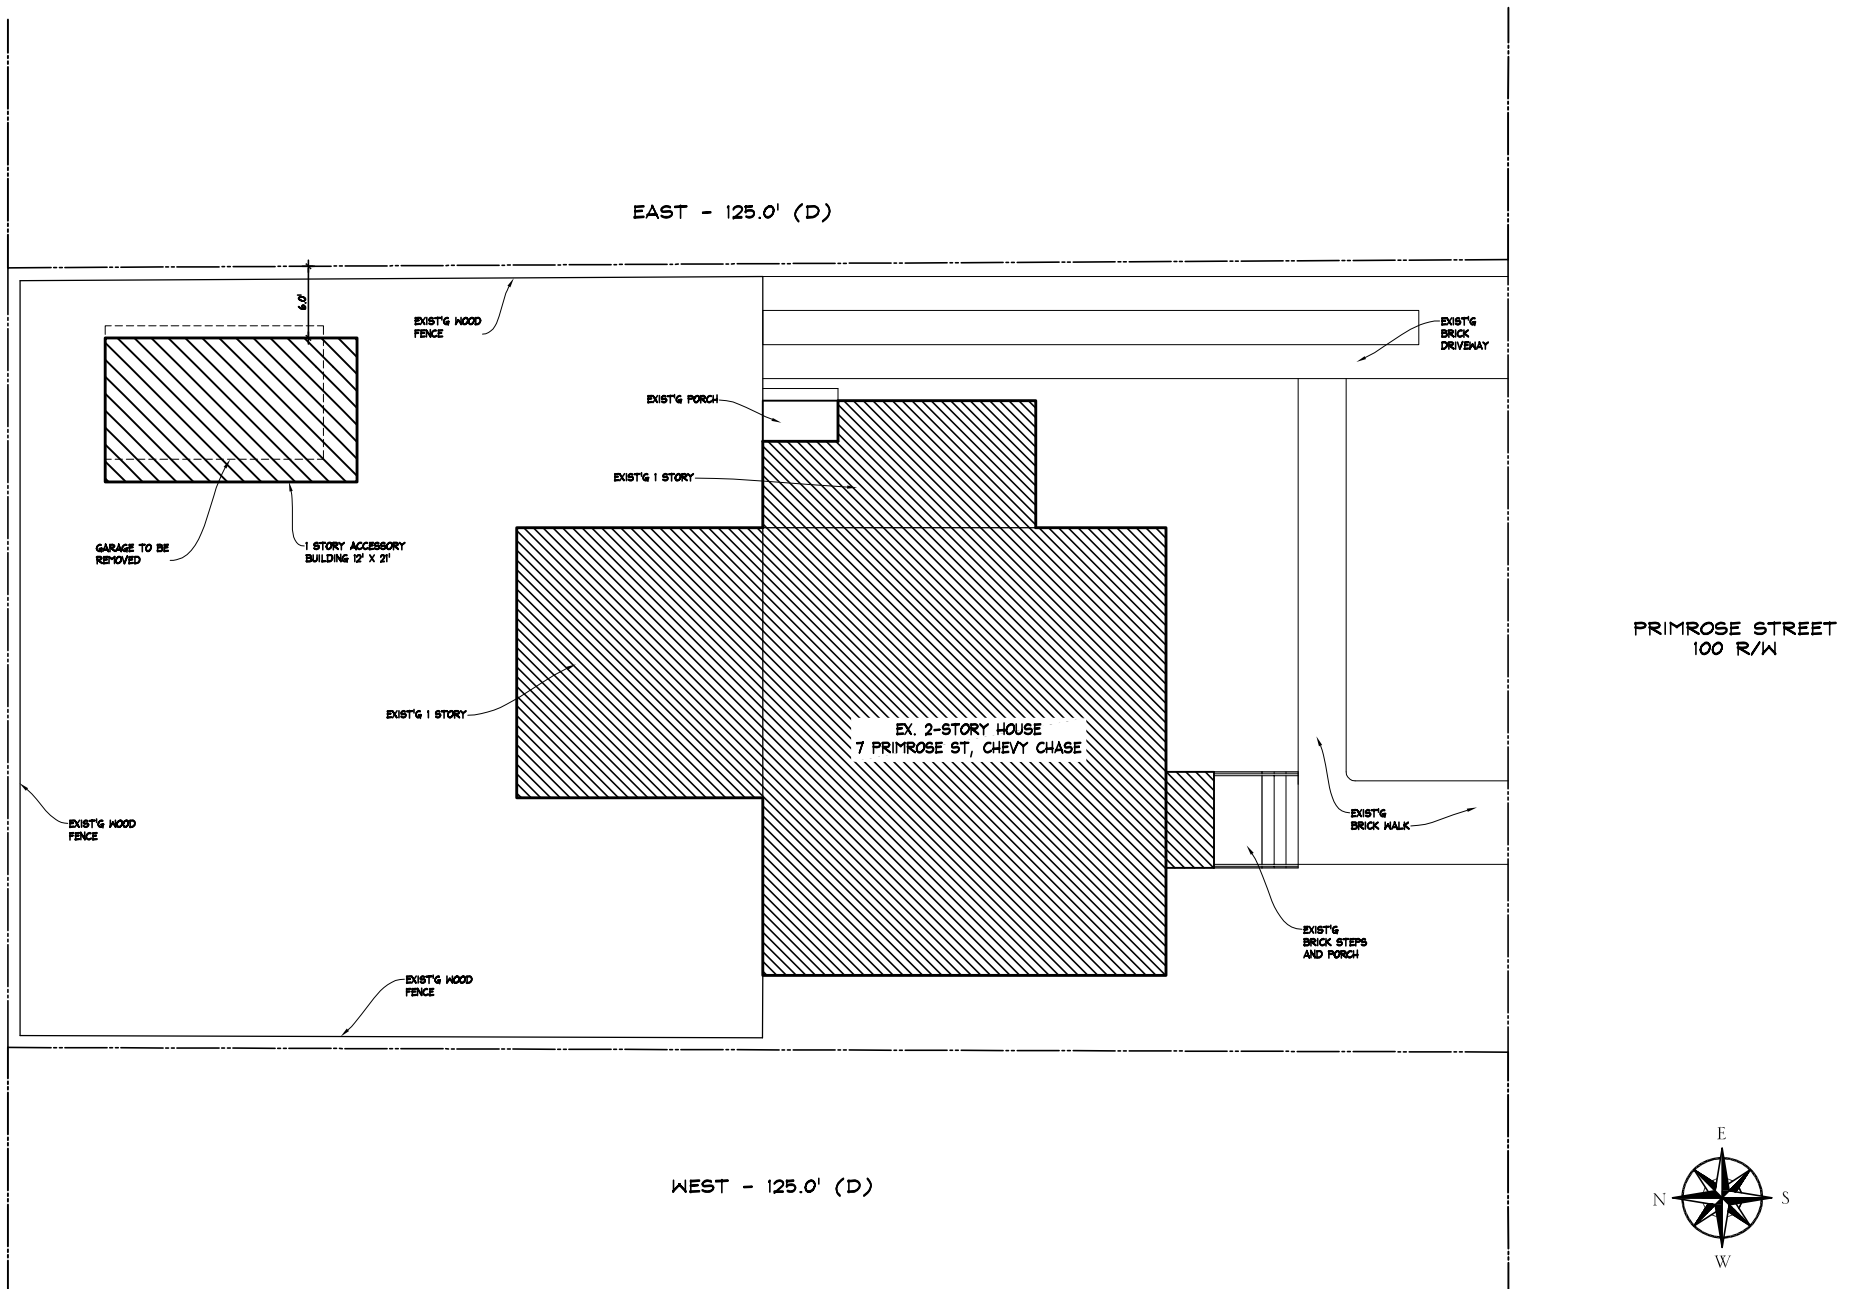 EAST - 125.0' (D)
6.0'
EXIST'G WOOD
FENCE
EXIST'G
BRICK
DRIVEWAY
EXIST'G PORCH
EXIST'G 1 STORY
GARAGE TO BE
REMOVED
1 STORY ACCESSORY
BUILDING 12' X 21'
PRIMROSE STREET
100 R/W
EXIST'G 1 STORY
EX. 2-STORY HOUSE
7 PRIMROSE ST, CHEVY CHASE
EXIST'G WOOD
FENCE
EXIST'G
BRICK WALK
EXIST'G
BRICK STEPS
AND PORCH
EXIST'G WOOD
FENCE
WEST - 125.0' (D)
E
N
S
W